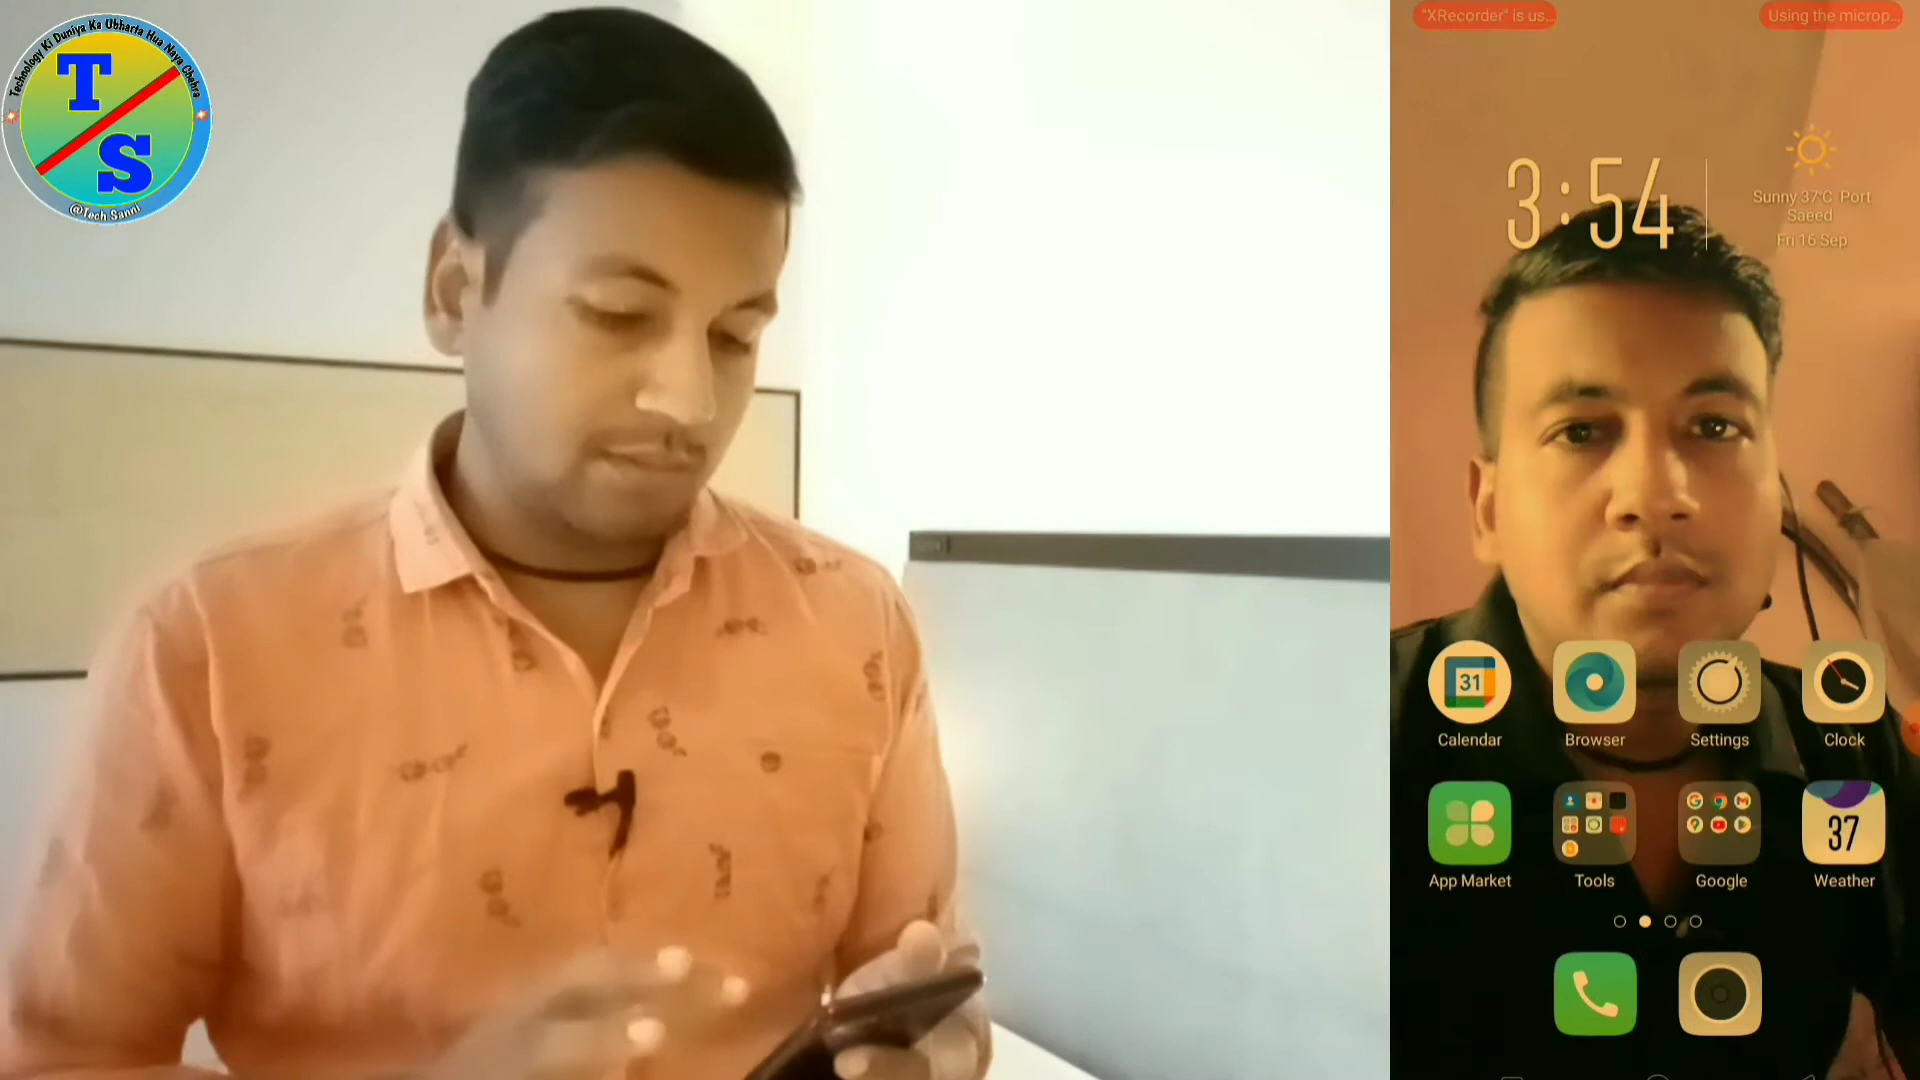 Technology Ki Duniya Ka Ubharta Hua Naya Chehra
T
S
@Tech Sanni
"XRecorder" is us...
Using the microp...
3:54
Sunny 37°C Port
Saeed
Fri 16 Sep
31
Calendar
Browser
Settings
Clock
37
App Market
Tools
Google
Weather